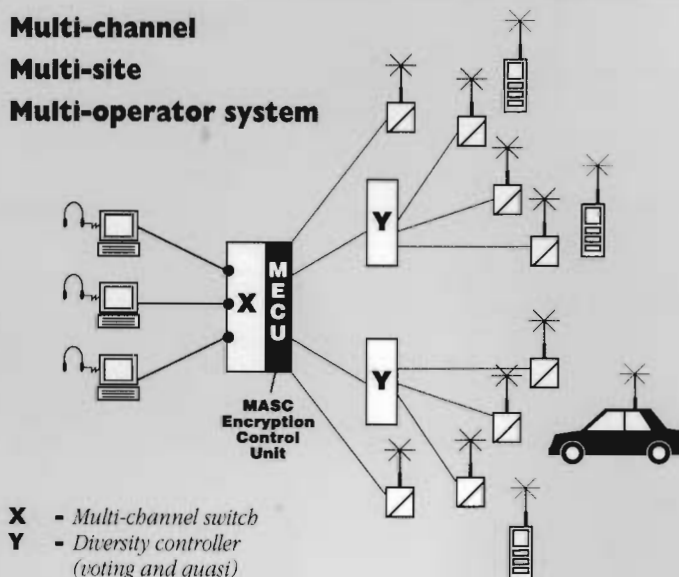 Multi-channel
Multi-site
Multi-operator system
Y
X
MECU
Y
MASC
Encryption
Control
Unit
X - Multi-channel switch
Y - Diversity controller
(voting and quasi)